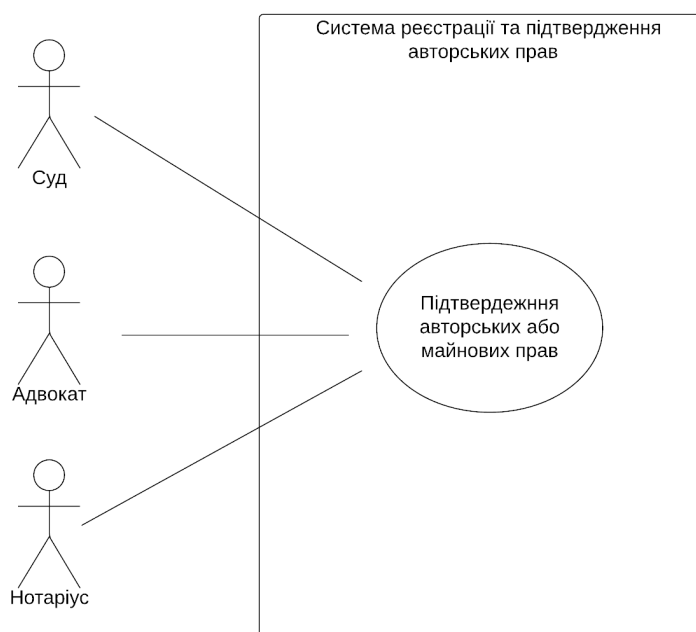 Система реєстрації та підтвердження
авторських прав
Суд
Підтвердежння
авторських або
майнових прав
Адвокат
Нотаріус